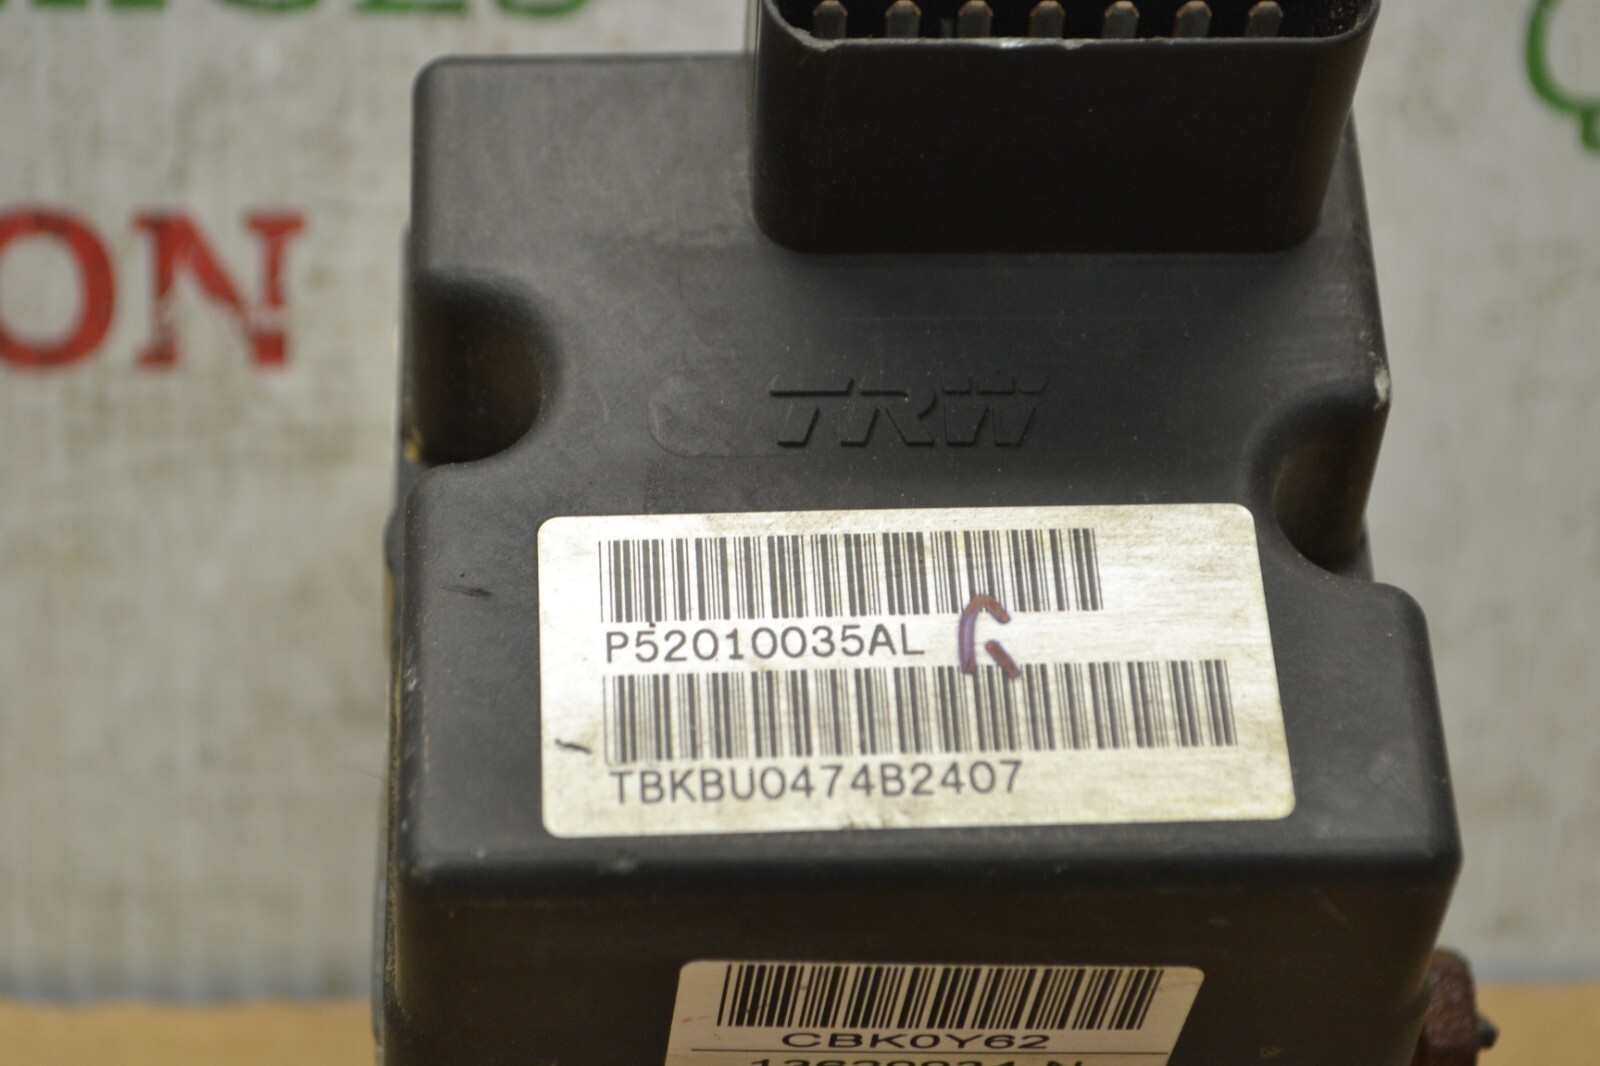 ON
TRW
P52010035AL
TBKBU0474B2407
CBK0Y62